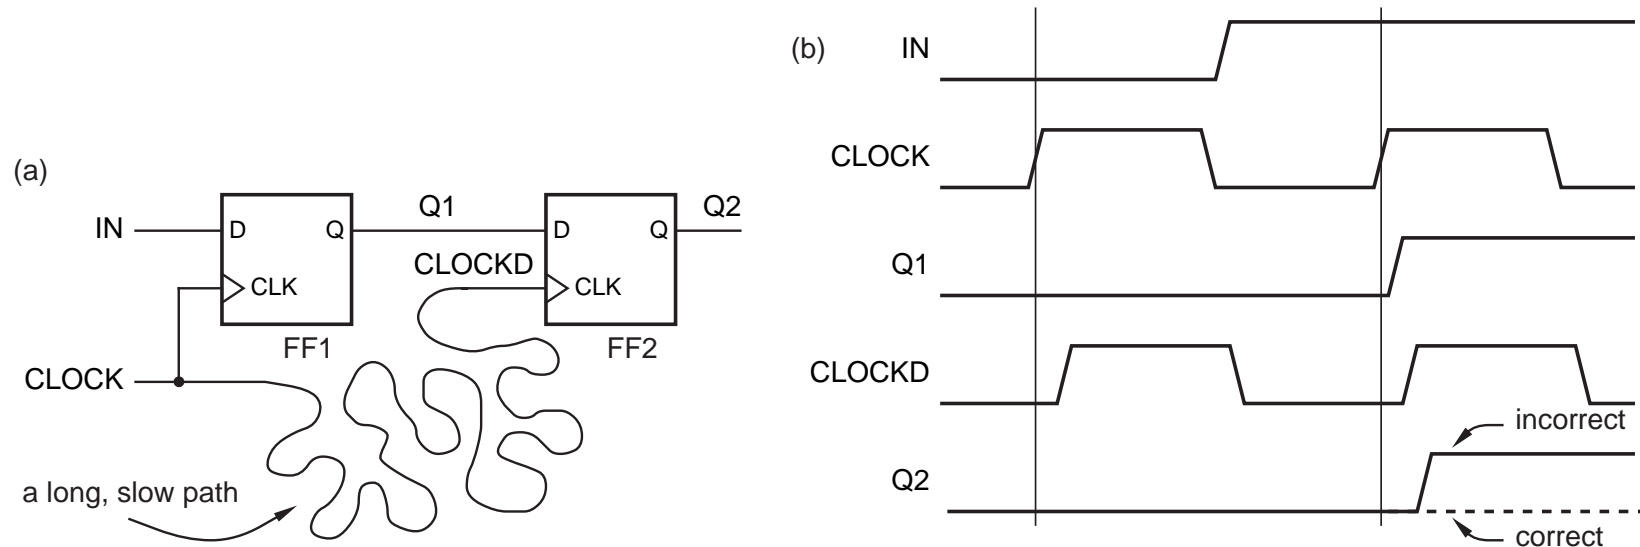 (a)
IN
D
Q
Q1
D
Q
Q2
CLOCKD
CLK
CLK
FF1
FF2
CLOCK
a long, slow path
(b)
IN
CLOCK
Q1
CLOCKD
incorrect
Q2
correct